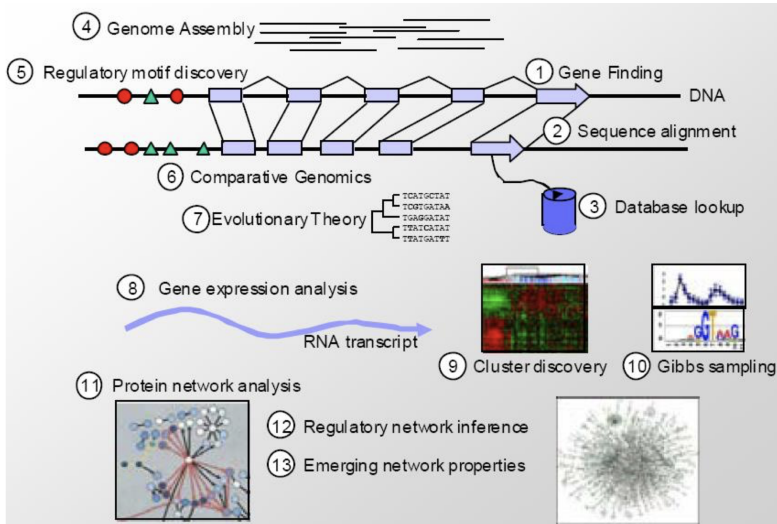 4 Genome Assembly
5 Regulatory motif discovery
1 Gene Finding
DNA
2 Sequence alignment
6 Comparative Genomics
TCATGCTAT
TCGTGATAA
7 Evolutionary Theory
TGAGGATAT
TTATCATAT
TTATGATTT
3 Database lookup
8 Gene expression analysis
RNA transcript
9 Cluster discovery
10 Gibbs sampling
11 Protein network analysis
12 Regulatory network inference
13 Emerging network properties